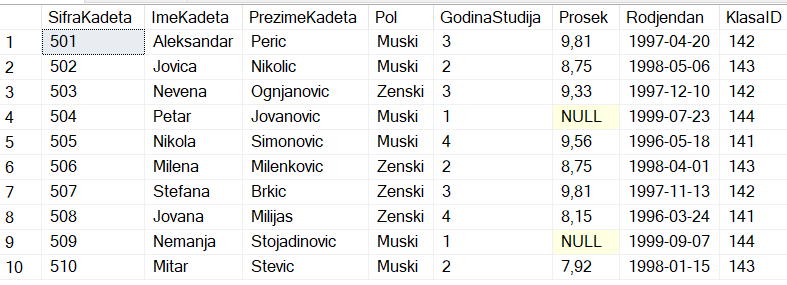 SifraKadeta ImeKadeta PrezimeKadeta Pol GodinaStudija Prosek Rodjendan KlasaID
1 501 Aleksandar Peric Muski 3 9,81 1997-04-20 142
2 502 Jovica Nikolic Muski 2 8,75 1998-05-06 143
3 503 Nevena Ognjanovic Zenski 3 9,33 1997-12-10 142
4 504 Petar Jovanovic Muski 1 NULL 1999-07-23 144
5 505 Nikola Simonovic Muski 4 9,56 1996-05-18 141
6 506 Milena Milenkovic Zenski 2 8,75 1998-04-01 143
7 507 Stefana Brkic Zenski 3 9,81 1997-11-13 142
8 508 Jovana Milijas Zenski 4 8,15 1996-03-24 141
9 509 Nemanja Stojadinovic Muski 1 NULL 1999-09-07 144
10 510 Mitar Stevic Muski 2 7,92 1998-01-15 143